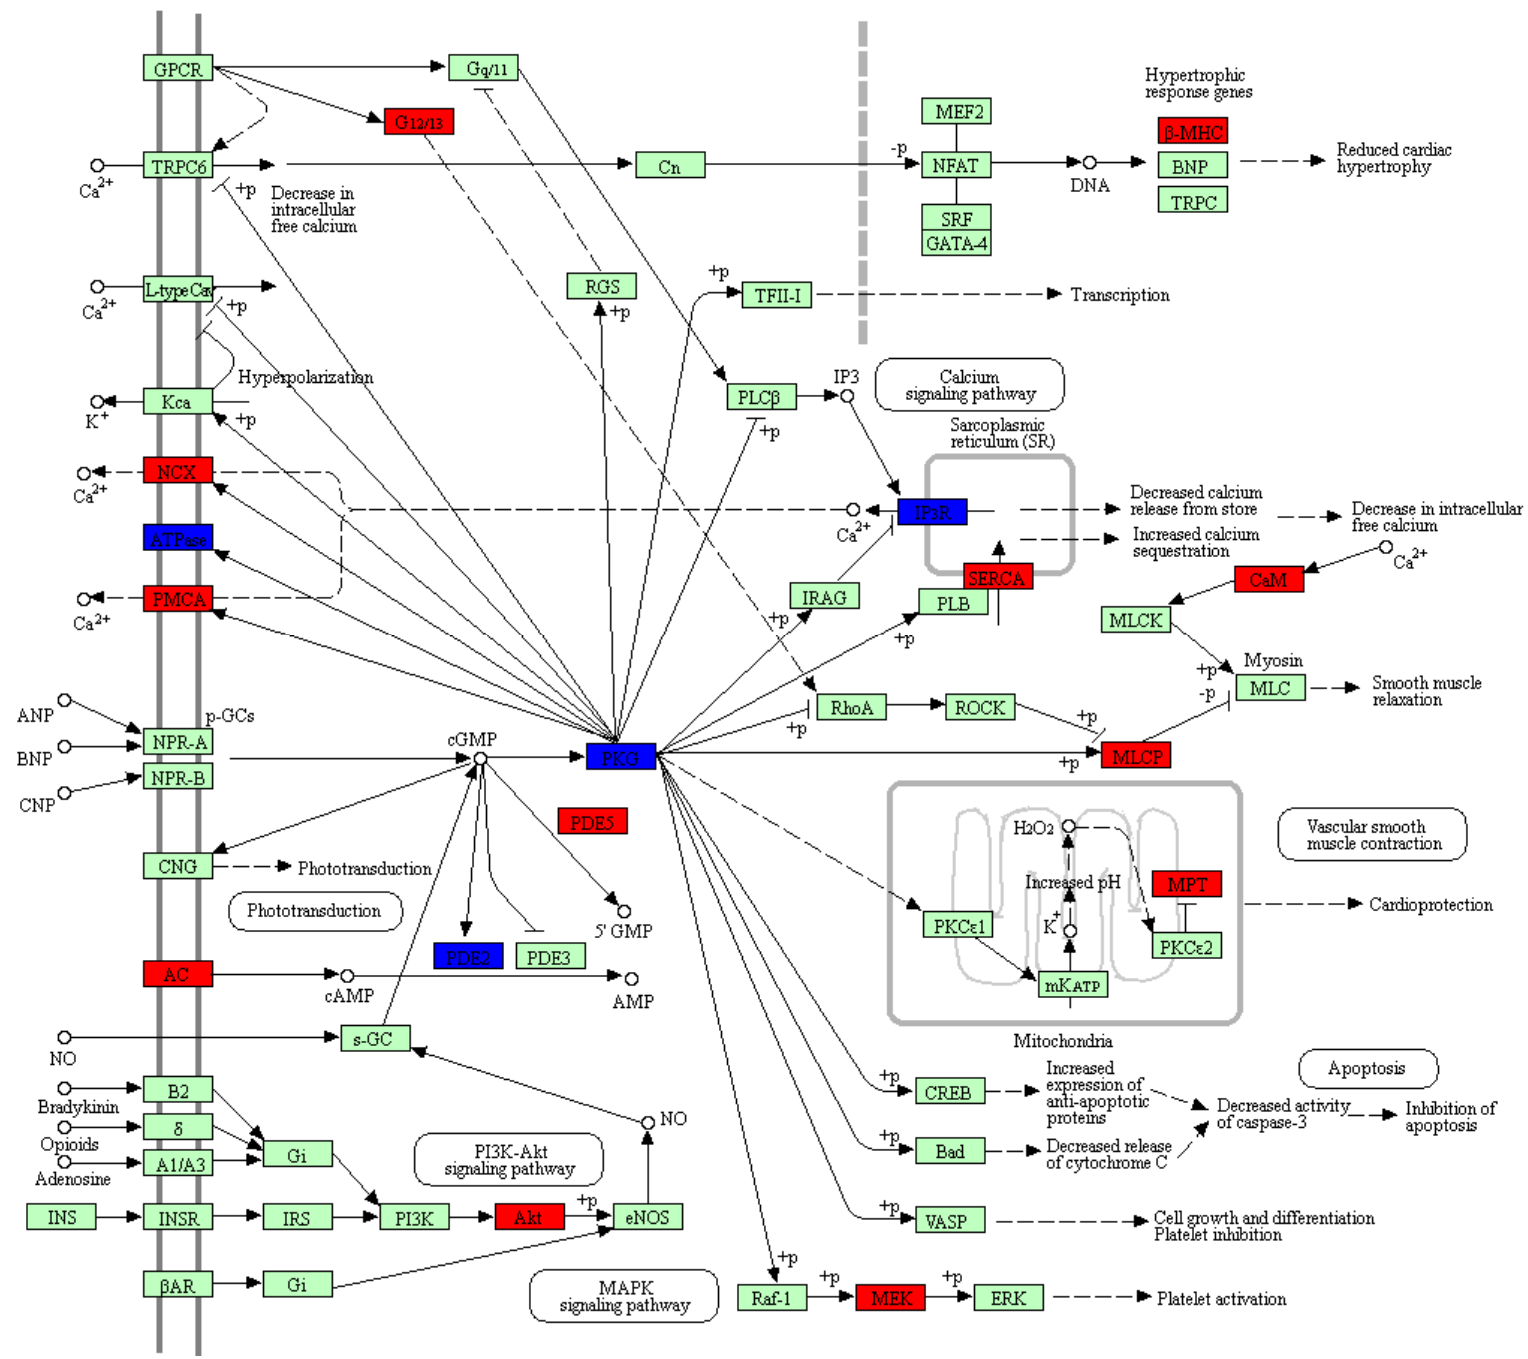 GPCR
Gq/11
G12/13
Hypertrophic
response genes
MEF2
β-MHC
TRPC6
Ca2+
+p
Decrease in
intracellular
free calcium
Cn
-p
NFAT
DNA
BNP
Reduced cardiac
hypertrophy
SRF
GATA-4
TRPC
L-type Cav
Ca2+
+p
RGS
+p
+p
TFII-I
Transcription
Hyperpolarization
Kca
K+
+p
PLCβ
+p
IP3
Calcium
signaling pathway
Sarcoplasmic
reticulum (SR)
NCX
Ca2+
ATPase
PMCA
Ca2+
Ca2+
IP3R
Decreased calcium
release from store
Increased calcium
sequestration
Decrease in intracellular
free calcium
Ca2+
SERCA
CaM
IRAG
+p
PLB
+p
MLCK
+p
-p
Myosin
MLC
Smooth muscle
relaxation
ANP
BNP
CNP
p-GCs
NPR-A
NPR-B
cGMP
PKG
RhoA
+p
ROCK
+p
+p
MLCP
PDE5
CNG
Phototransduction
Phototransduction
5' GMP
PDE2
PDE3
H2O2
Increased pH
K+
MPT
PKCε1
PKCε2
mKATP
Mitochondria
Vascular smooth
muscle contraction
Cardioprotection
AC
cAMP
AMP
NO
s-GC
B2
Bradykinin
δ
Opioids
A1/A3
Adenosine
Gi
NO
PI3K-Akt
signaling pathway
INS
INSR
IRS
PI3K
Akt
+p
eNOS
βAR
Gi
MAPK
signaling pathway
+p
CREB
Increased
expression of
anti-apoptotic
proteins
Apoptosis
Decreased activity
of caspase-3
Inhibition of
apoptosis
+p
Bad
Decreased release
of cytochrome C
+p
VASP
Cell growth and differentiation
Platelet inhibition
+p
Raf-1
+p
MEK
+p
ERK
Platelet activation